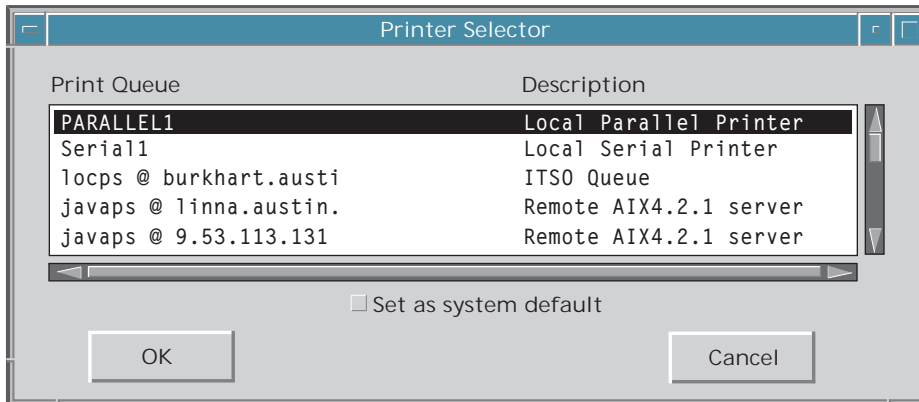 Printer Selector
Print Queue Description
PARALLEL1 Local Parallel Printer
Serial1 Local Serial Printer
locps @ burkhart.austi ITSO Queue
javaps @ linna.austin. Remote AIX4.2.1 server
javaps @ 9.53.113.131 Remote AIX4.2.1 server
Set as system default
OK Cancel